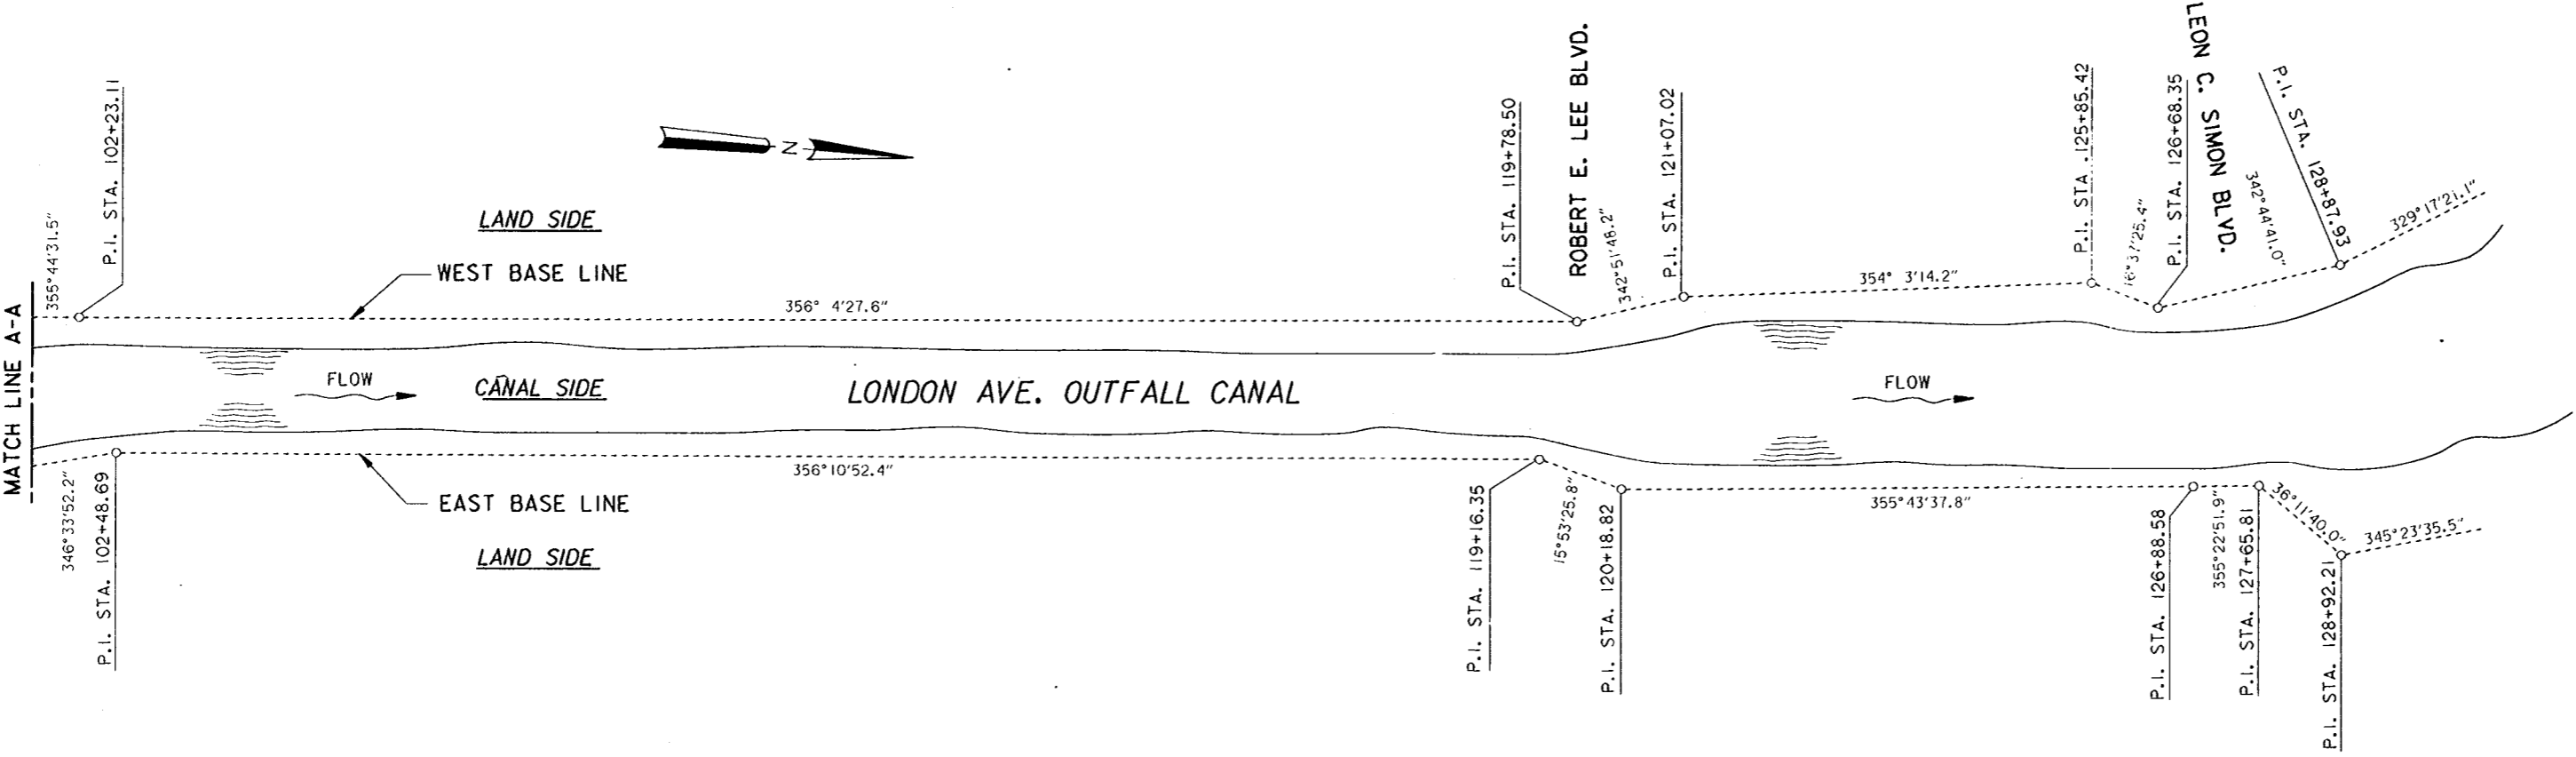 MATCH LINE A-A
355°44'31.5"
P.I. STA. 102+23.11
LAND SIDE
WEST BASE LINE
356° 4'27.6"
N
P.I. STA. 119+78.50
ROBERT E. LEE BLVD.
342°51'48.2"
P.I. STA. 121+07.02
354° 3'14.2"
P.I. STA. 125+85.42
16°37'25.4"
P.I. STA. 126+68.35
LEON C. SIMON BLVD.
342°44'41.0"
P.I. STA. 128+87.93
329°17'21.1"
FLOW
CANAL SIDE
LONDON AVE. OUTFALL CANAL
FLOW
346°33'52.2"
P.I. STA. 102+48.69
356°10'52.4"
EAST BASE LINE
LAND SIDE
P.I. STA. 119+16.35
15°53'25.8"
P.I. STA. 120+18.82
355°43'37.8"
P.I. STA. 126+88.58
355°22'51.9"
P.I. STA. 127+65.81
36°11'40.0"
P.I. STA. 128+92.21
345°23'35.5"